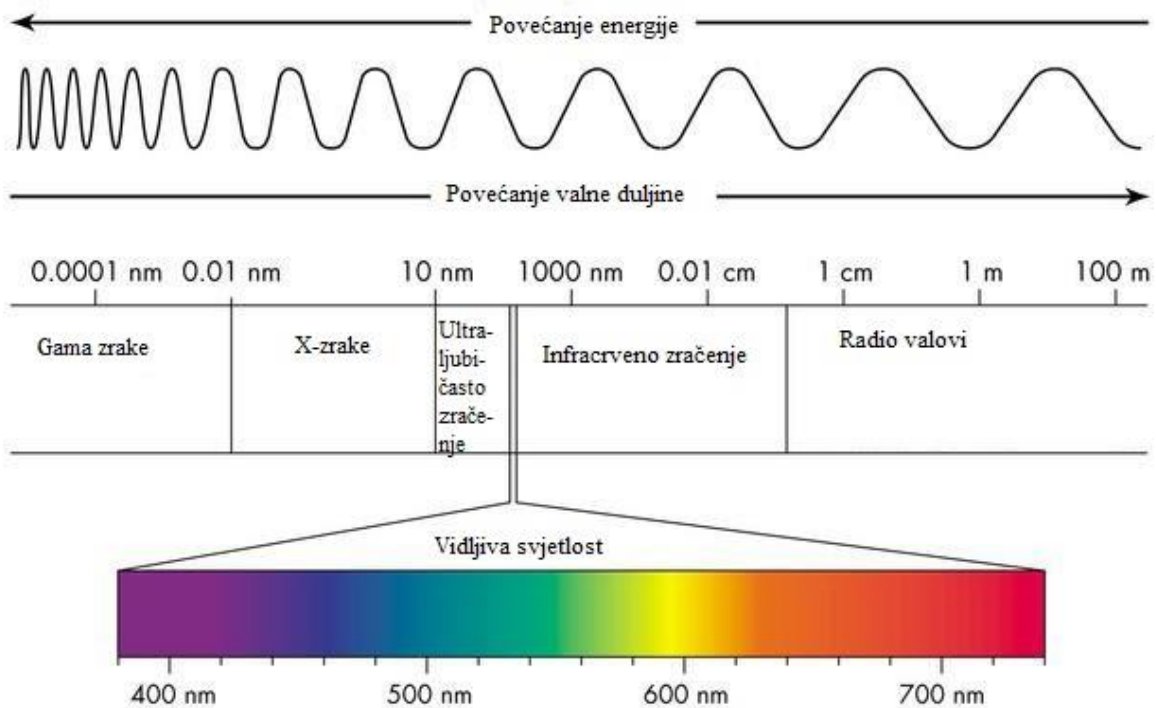 Povećanje energije
Povećanje valne duljine
0.0001 nm 0.01 nm 10 nm 1000 nm 0.01 cm 1 cm 1 m 100 m
Gama zrake
X-zrake
Ultra-
ljubi-
často
zrače-
nje
Infracrveno zračenje
Radio valovi
Vidljiva svjetlost
400 nm 500 nm 600 nm 700 nm